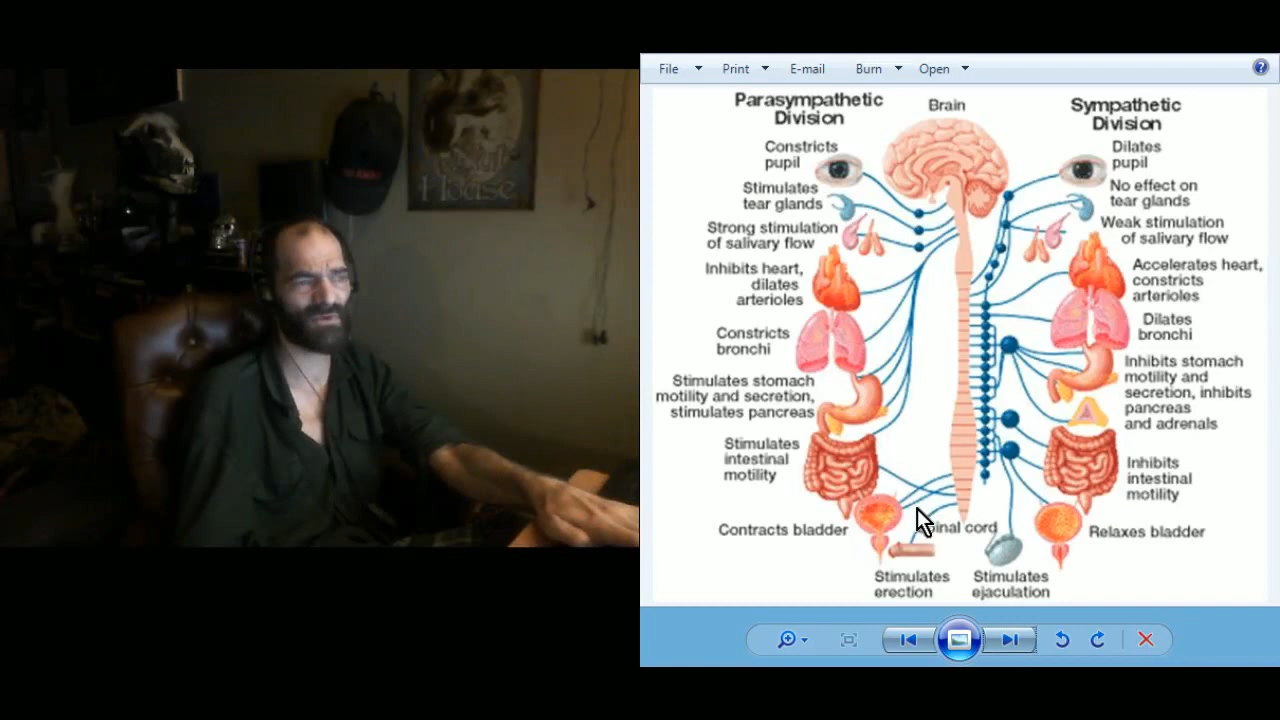 File Print E-mail Burn Open
Parasympathetic
Division
Brain
Sympathetic
Division
Constricts
pupil
Dilates
pupil
Stimulates
tear glands
No effect on
tear glands
Strong stimulation
of salivary flow
Weak stimulation
of salivary flow
Inhibits heart,
dilates
arterioles
Accelerates heart,
constricts
arterioles
Constricts
bronchi
Dilates
bronchi
Stimulates stomach
motility and secretion,
stimulates pancreas
Inhibits stomach
motility and
secretion, inhibits
pancreas
and adrenals
Stimulates
intestinal
motility
Inhibits
intestinal
motility
Contracts bladder
cord
Relaxes bladder
Stimulates
erection
Stimulates
ejaculation
House